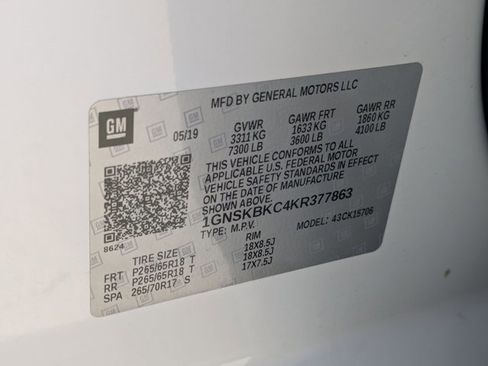 MFD BY GENERAL MOTORS LLC
GM
05/19
GVWR GAWR FRT GAWR RR
3311 KG 1633 KG 1860 KG
7300 LB 3600 LB 4100 LB
THIS VEHICLE CONFORMS TO ALL
APPLICABLE U.S. FEDERAL MOTOR
VEHICLE SAFETY STANDARDS IN EFFECT
ON THE DATE OF MANUFACTURE SHOWN ABOVE.
1GNSKBKC4KR377863
TYPE: M.P.V. MODEL: 43CK15706
8624
TIRE SIZE RIM
FRT P265/65R18 T 18X8.5J
RR P265/65R18 T 18X8.5J
SPA 265/70R17 S 17X7.5J